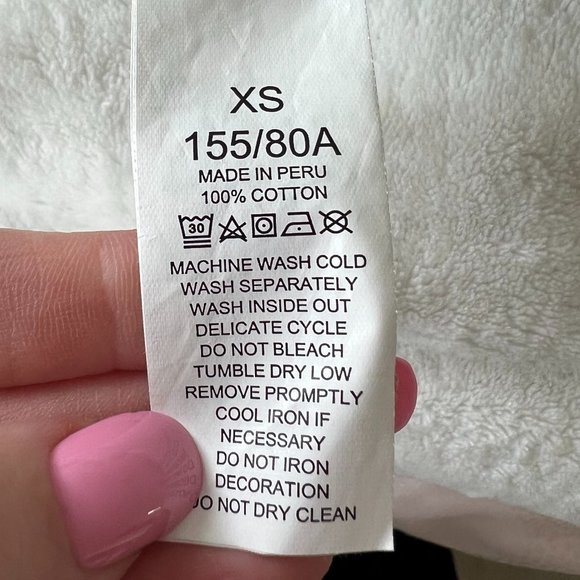 XS
155/80A
MADE IN PERU
100% COTTON
30
MACHINE WASH COLD
WASH SEPARATELY
WASH INSIDE OUT
DELICATE CYCLE
DO NOT BLEACH
TUMBLE DRY LOW
REMOVE PROMPTLY
COOL IRON IF
NECESSARY
DO NOT IRON
DECORATION
DO NOT DRY CLEAN